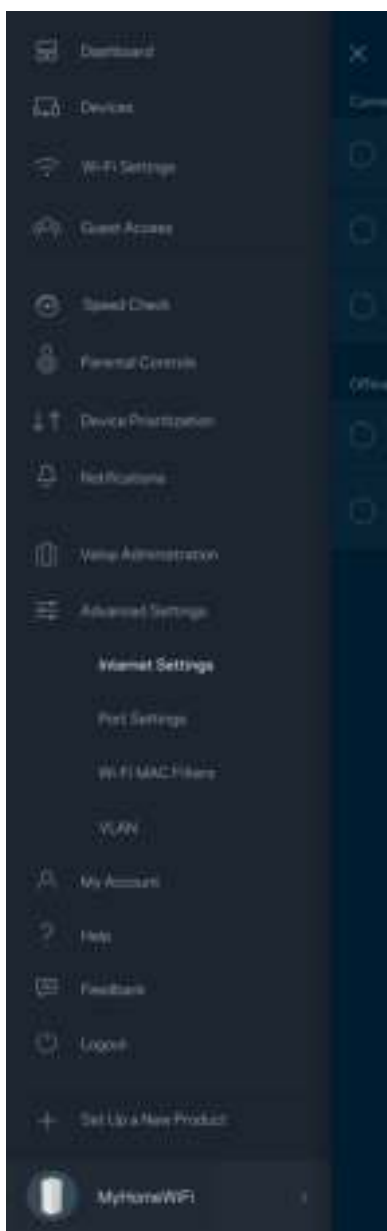 Dashboard
Devices
Wi-Fi Settings
Guest Access
Speed Check
Parental Controls
Device Prioritization
Notifications
Velop Administration
Advanced Settings
Internet Settings
Port Settings
Wi-Fi MAC Filters
VLAN
My Account
Help
Feedback
Logout
Set Up a New Product
MyHomeWiFi